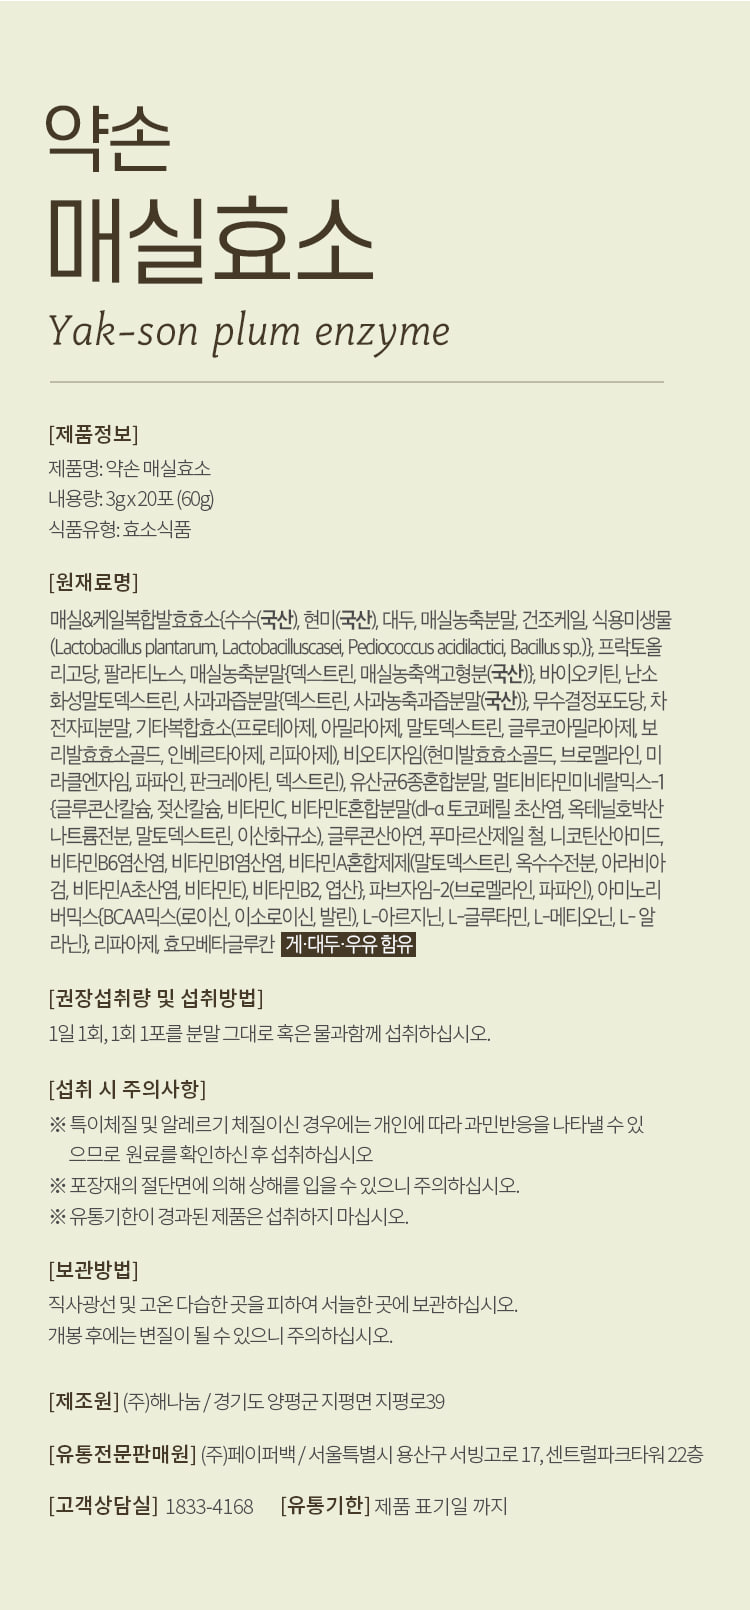 약손
매실효소
Yak-son plum enzyme
[제품정보]
제품명: 약손 매실효소
내용량: 3g x 20포 (60g)
식품유형: 효소식품
[원재료명]
매실&케일복합발효효소{수수(국산), 현미(국산), 대두, 매실농축분말, 건조케일, 식용미생물
(Lactobacillus plantarum, Lactobacilluscasei, Pediococcus acidilactici, Bacillus sp.)}, 프락토올
리고당, 팔라티노스, 매실농축분말{덱스트린, 매실농축액고형분(국산)}, 바이오키틴, 난소
화성말토덱스트린, 사과과즙분말{덱스트린, 사과농축과즙분말(국산)}, 무수결정포도당, 차
전자피분말, 기타복합효소(프로테아제, 아밀라아제, 말토덱스트린, 글루코아밀라아제, 보
리발효효소골드, 인베르타아제, 리파아제), 비오티자임(현미발효효소골드, 브로멜라인, 미
라클엔자임, 파파인, 판크레아틴, 덱스트린), 유산균6종혼합분말, 멀티비타민미네랄믹스-1
{글루콘산칼슘, 젖산칼슘, 비타민C, 비타민E혼합분말(dl-α 토코페릴 초산염, 옥테닐호박산
나트륨전분, 말토덱스트린, 이산화규소), 글루콘산아연, 푸마르산제일 철, 니코틴산아미드,
비타민B6염산염, 비타민B1염산염, 비타민A혼합제제(말토덱스트린, 옥수수전분, 아라비아
검, 비타민A초산염, 비타민E), 비타민B2, 엽산}, 파브자임-2(브로멜라인, 파파인), 아미노리
버믹스{BCAA믹스(로이신, 이소로이신, 발린), L-아르지닌, L-글루타민, L-메티오닌, L- 알
라닌}, 리파아제, 효모베타글루칸 게·대두·우유 함유
[권장섭취량 및 섭취방법]
1일 1회, 1회 1포를 분말 그대로 혹은 물과함께 섭취하십시오.
[섭취 시 주의사항]
※ 특이체질 및 알레르기 체질이신 경우에는 개인에 따라 과민반응을 나타낼 수 있
으므로 원료를 확인하신 후 섭취하십시오
※ 포장재의 절단면에 의해 상해를 입을 수 있으니 주의하십시오.
※ 유통기한이 경과된 제품은 섭취하지 마십시오.
[보관방법]
직사광선 및 고온 다습한 곳을 피하여 서늘한 곳에 보관하십시오.
개봉 후에는 변질이 될 수 있으니 주의하십시오.
[제조원] (주)해나눔 / 경기도 양평군 지평면 지평로39
[유통전문판매원] (주)페이퍼백 / 서울특별시 용산구 서빙고로 17, 센트럴파크타워 22층
[고객상담실] 1833-4168 [유통기한] 제품 표기일 까지